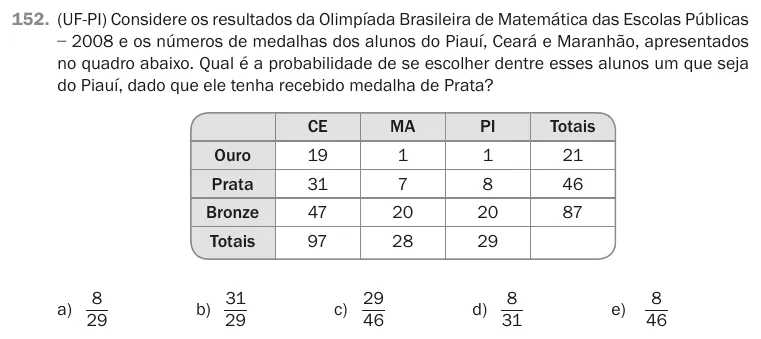 152. (UF-PI) Considere os resultados da Olimpíada Brasileira de Matemática das Escolas Públicas
– 2008 e os números de medalhas dos alunos do Piauí, Ceará e Maranhão, apresentados
no quadro abaixo. Qual é a probabilidade de se escolher dentre esses alunos um que seja
do Piauí, dado que ele tenha recebido medalha de Prata?
CE MA PI Totais
Ouro 19 1 1 21
Prata 31 7 8 46
Bronze 47 20 20 87
Totais 97 28 29
a) 8/29 b) 31/29 c) 29/46 d) 8/31 e) 8/46